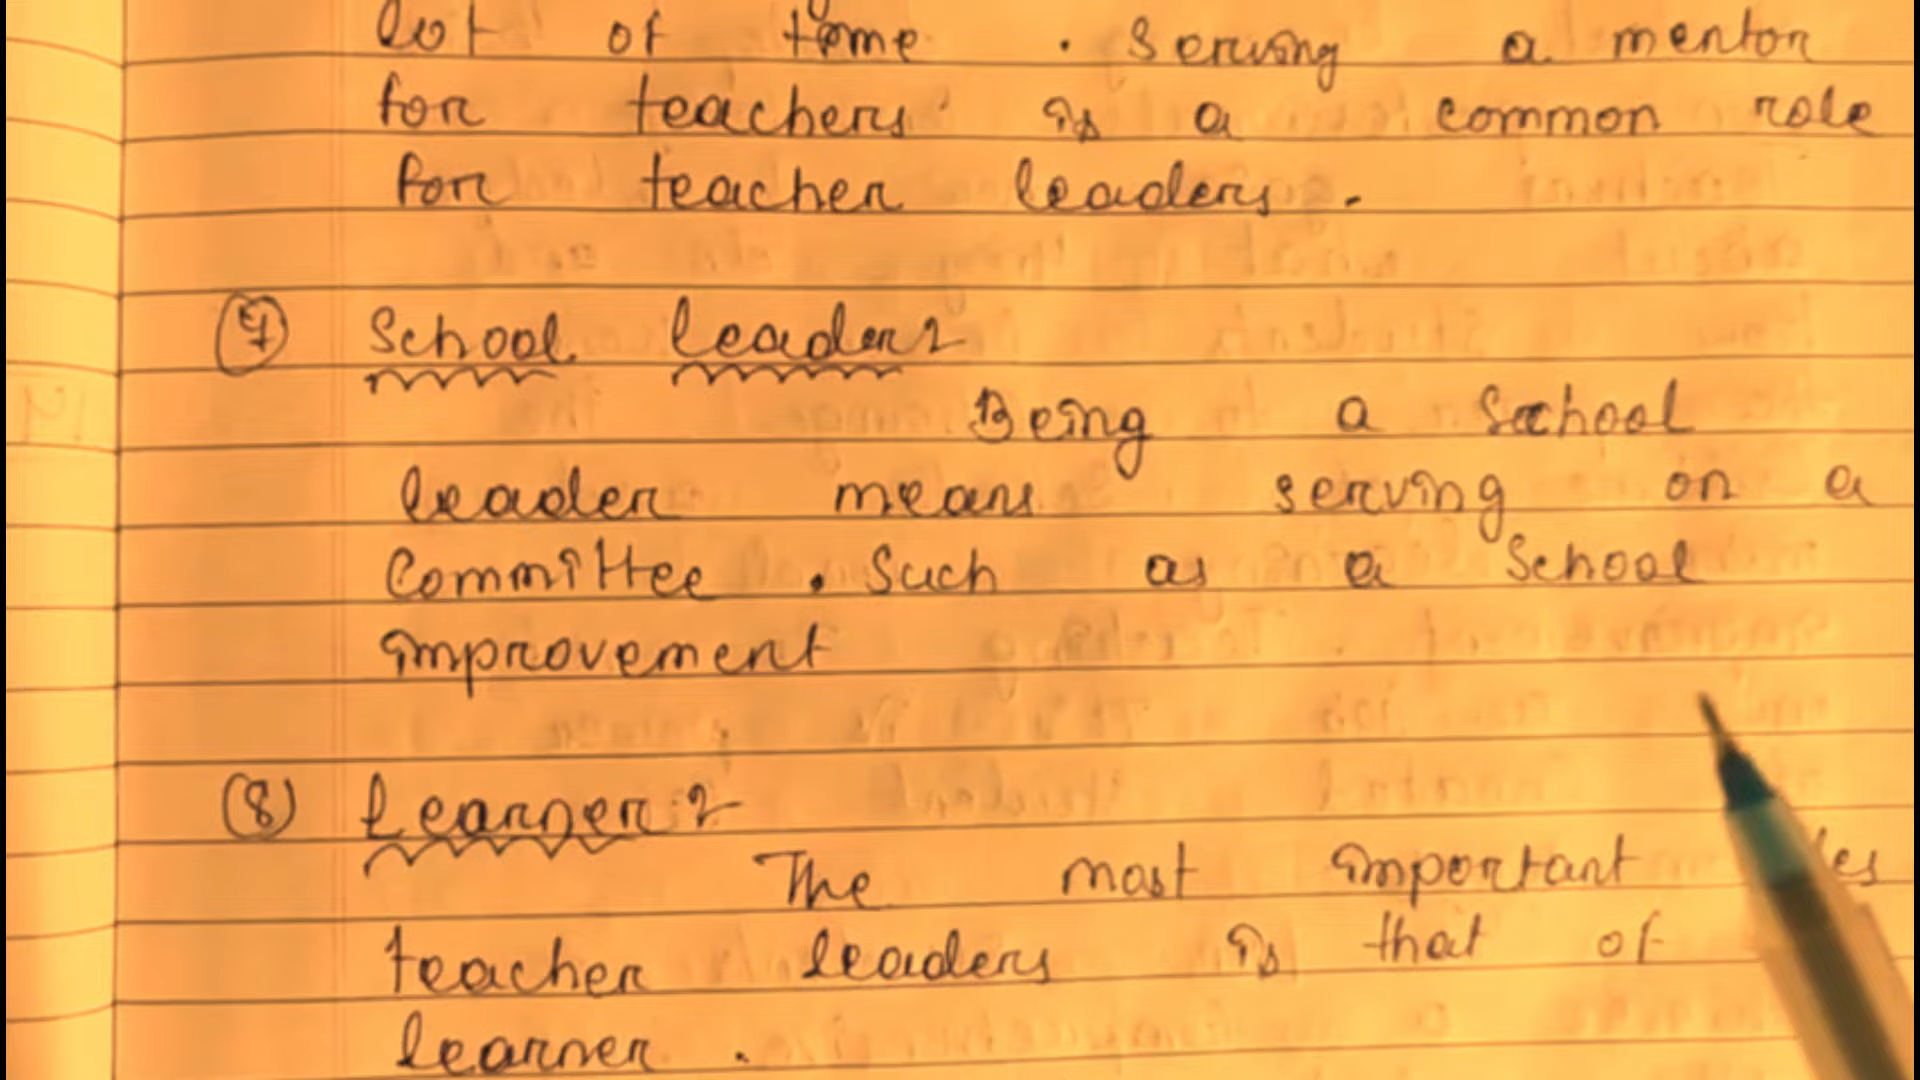 lot of time . Serving a mentor
for teachers is a common role
for teacher leaders .
(7) School leader :-
Being a School
leader means serving on a
Committee . Such as a School
improvement
(8) Learner :-
The most important
teacher leaders is that of
learner .